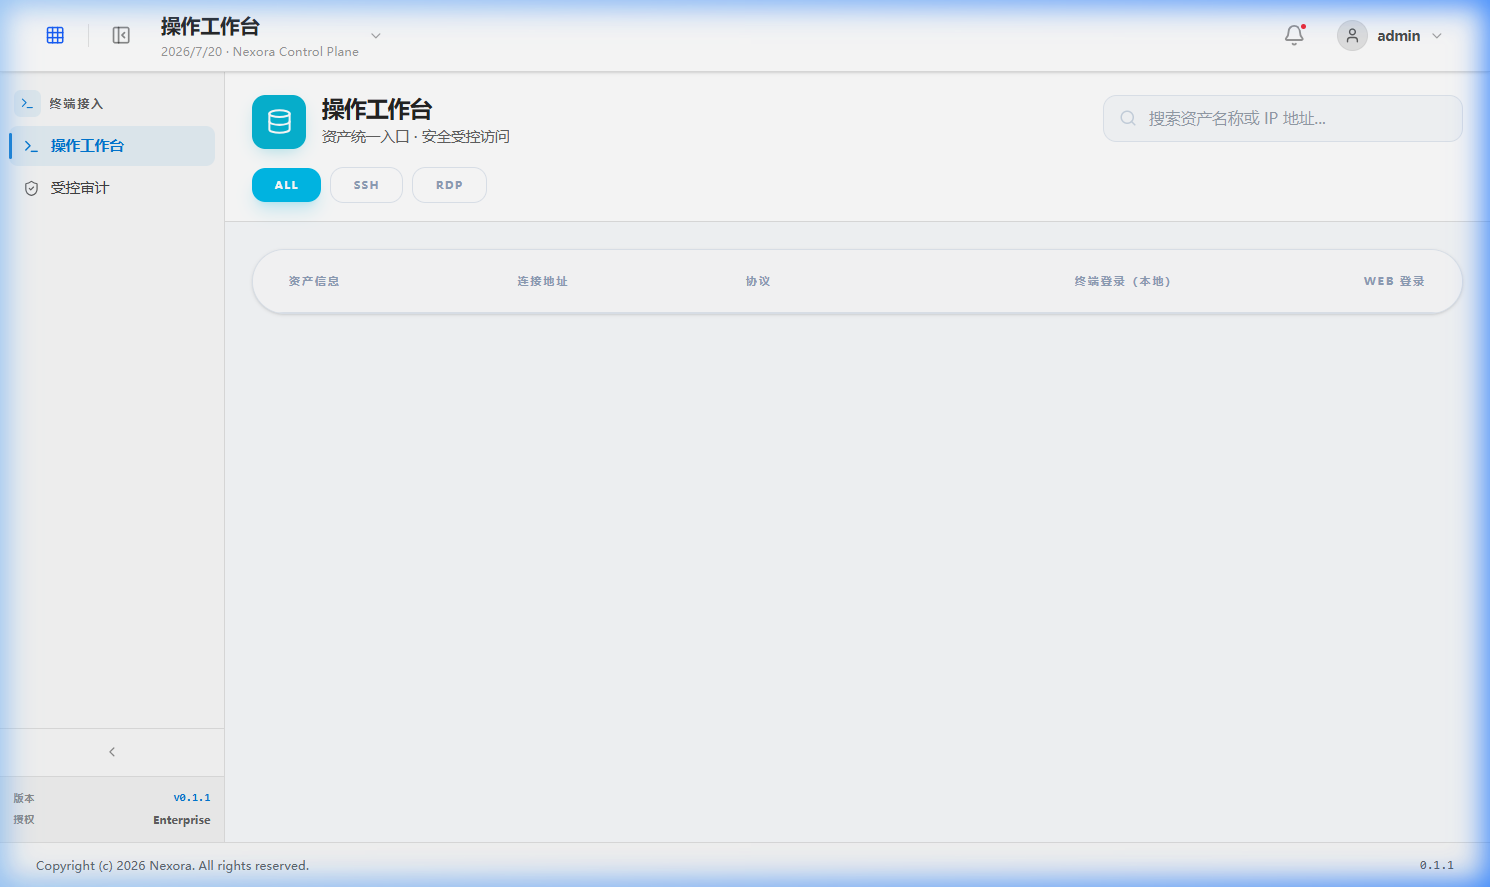 操作工作台
2026/7/20 · Nexora Control Plane
admin
终端接入
操作工作台
受控审计
操作工作台
资产统一入口 · 安全受控访问
搜索资产名称或 IP 地址...
ALL
SSH
RDP
资产信息
连接地址
协议
终端登录（本地）
WEB 登录
版本
v0.1.1
授权
Enterprise
Copyright (c) 2026 Nexora. All rights reserved.
0.1.1